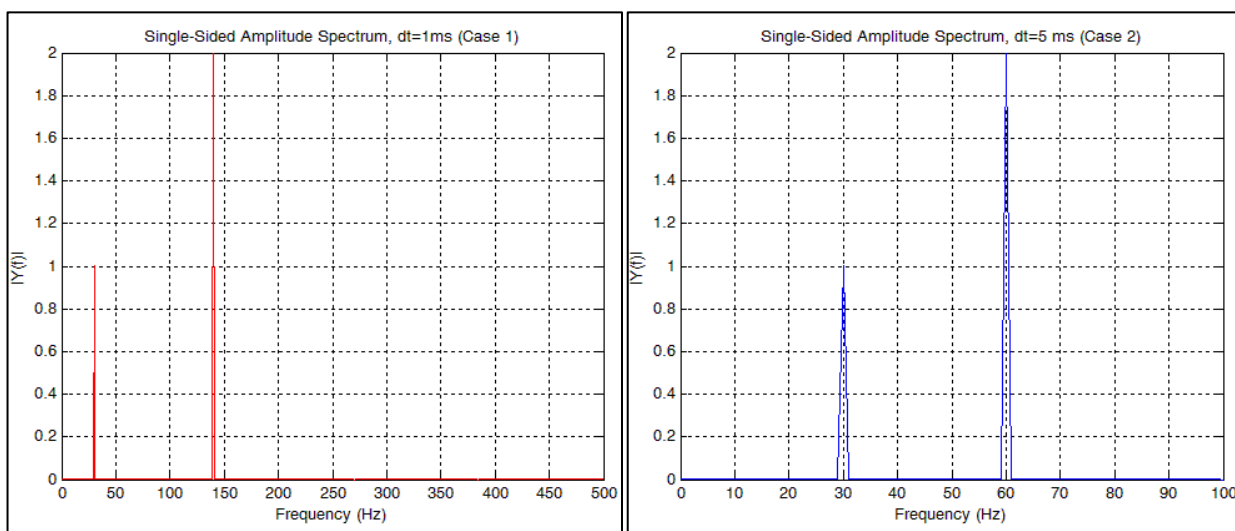 Single-Sided Amplitude Spectrum, dt=1ms (Case 1)
2
1.8
1.6
1.4
1.2
1
0.8
0.6
0.4
0.2
0
|Y(f)|
0 50 100 150 200 250 300 350 400 450 500
Frequency (Hz)
Single-Sided Amplitude Spectrum, dt=5 ms (Case 2)
2
1.8
1.6
1.4
1.2
1
0.8
0.6
0.4
0.2
0
|Y(f)|
0 10 20 30 40 50 60 70 80 90 100
Frequency (Hz)